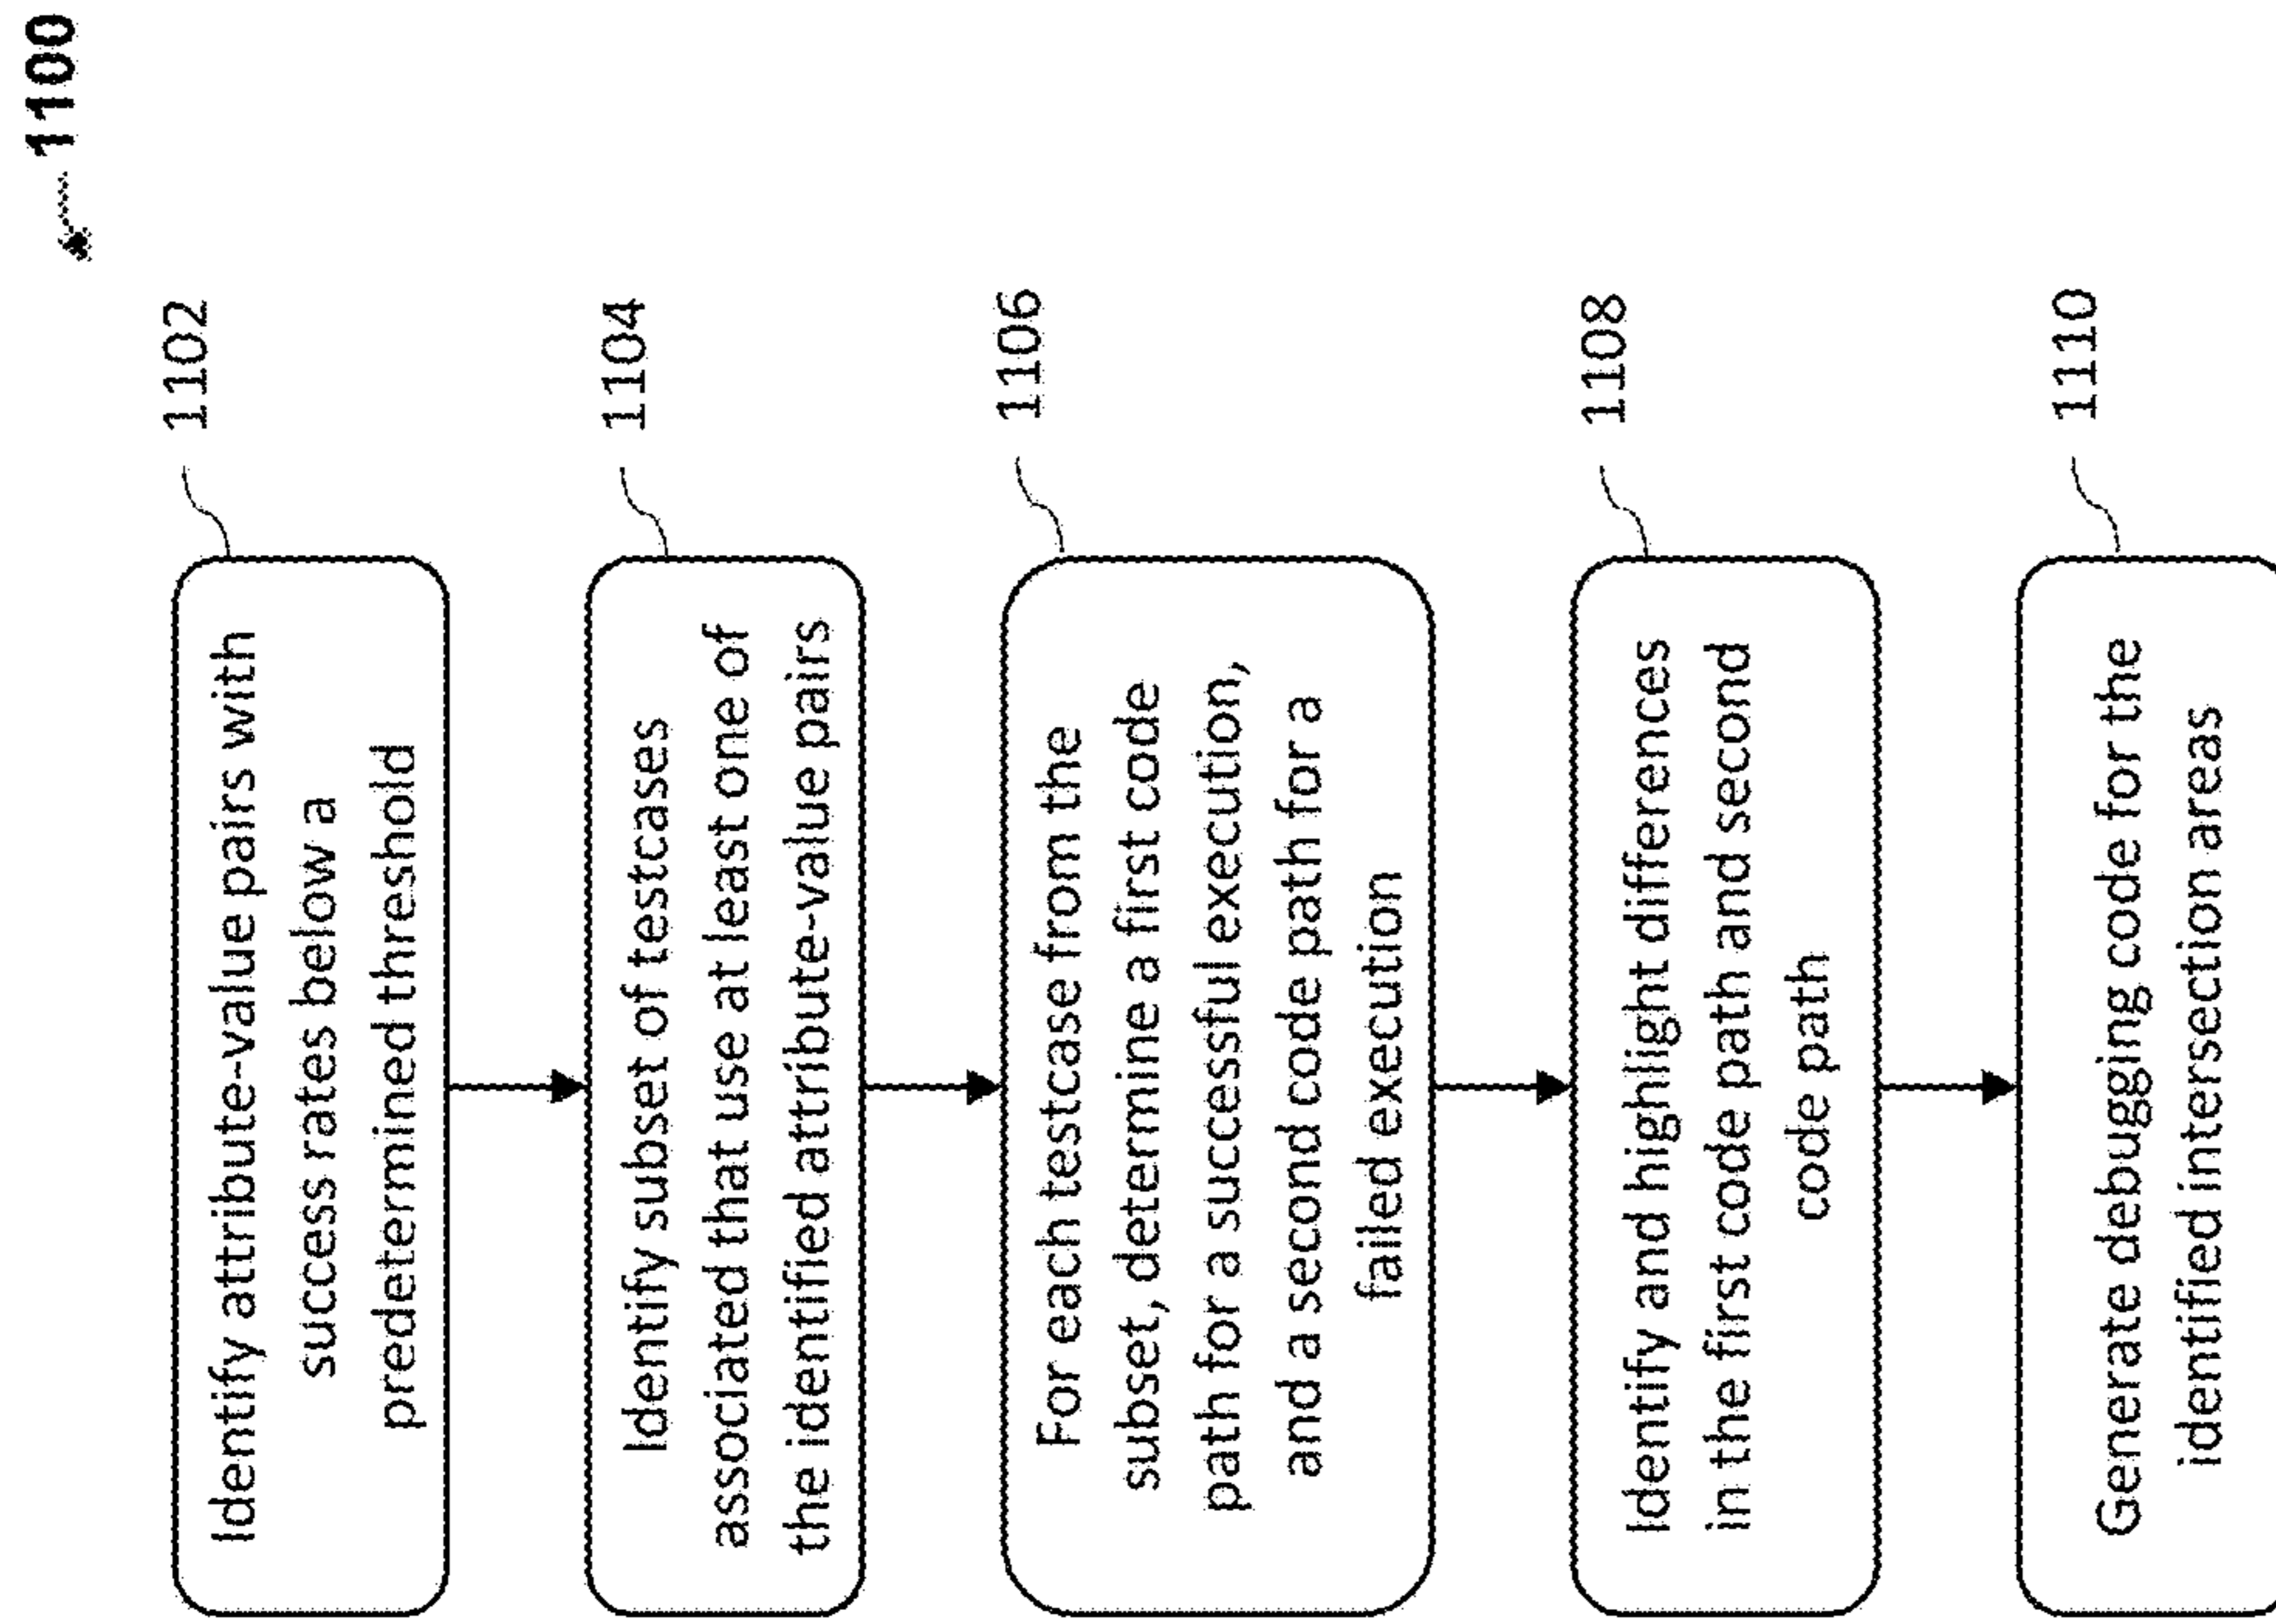 1100
1102
Identify attribute-value pairs with
success rates below a
predetermined threshold
1104
Identify subset of testcases
associated that use at least one of
the identified attribute-value pairs
1106
For each testcase from the
subset, determine a first code
path for a successful execution,
and a second code path for a
failed execution
1108
Identify and highlight differences
in the first code path and second
code path
1110
Generate debugging code for the
identified intersection areas